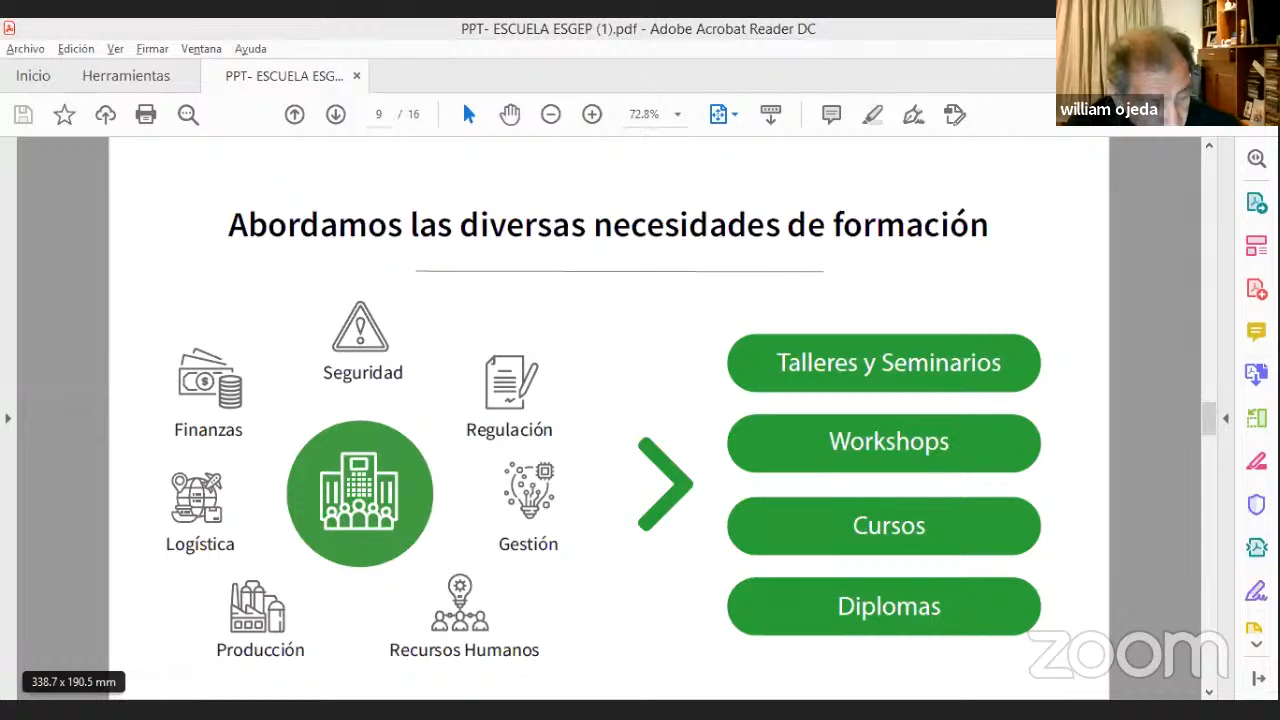 PPT- ESCUELA ESGEP (1).pdf - Adobe Acrobat Reader DC
Archivo Edición Ver Firmar Ventana Ayuda
Inicio Herramientas PPT- ESCUELA ESG... ×
9 / 16 72.8%
william ojeda
Abordamos las diversas necesidades de formación
Seguridad
Finanzas
Regulación
Logística
Gestión
Producción
Recursos Humanos
Talleres y Seminarios
Workshops
Cursos
Diplomas
zoom
338.7 x 190.5 mm